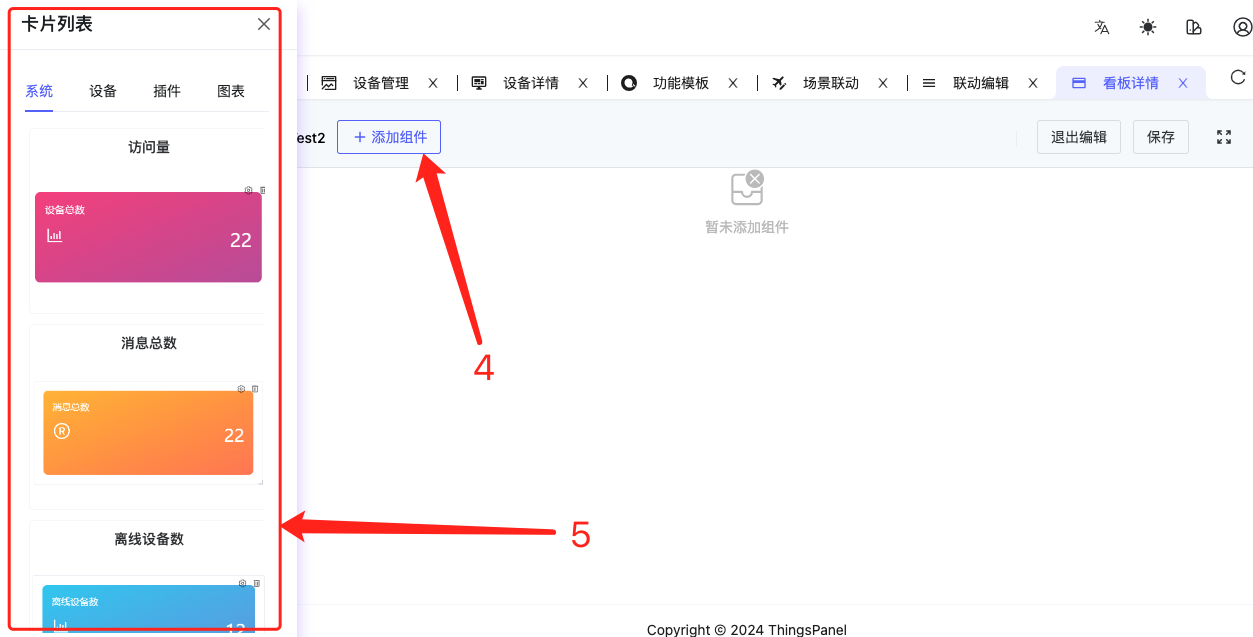 卡片列表
系统 设备 插件 图表
访问量
设备总数
22
消息总数
消息总数
R
22
离线设备数
离线设备数
12
设备管理 设备详情 功能模板 场景联动 联动编辑 看板详情
est2 添加组件 退出编辑 保存
暂未添加组件
4
5
Copyright © 2024 ThingsPanel